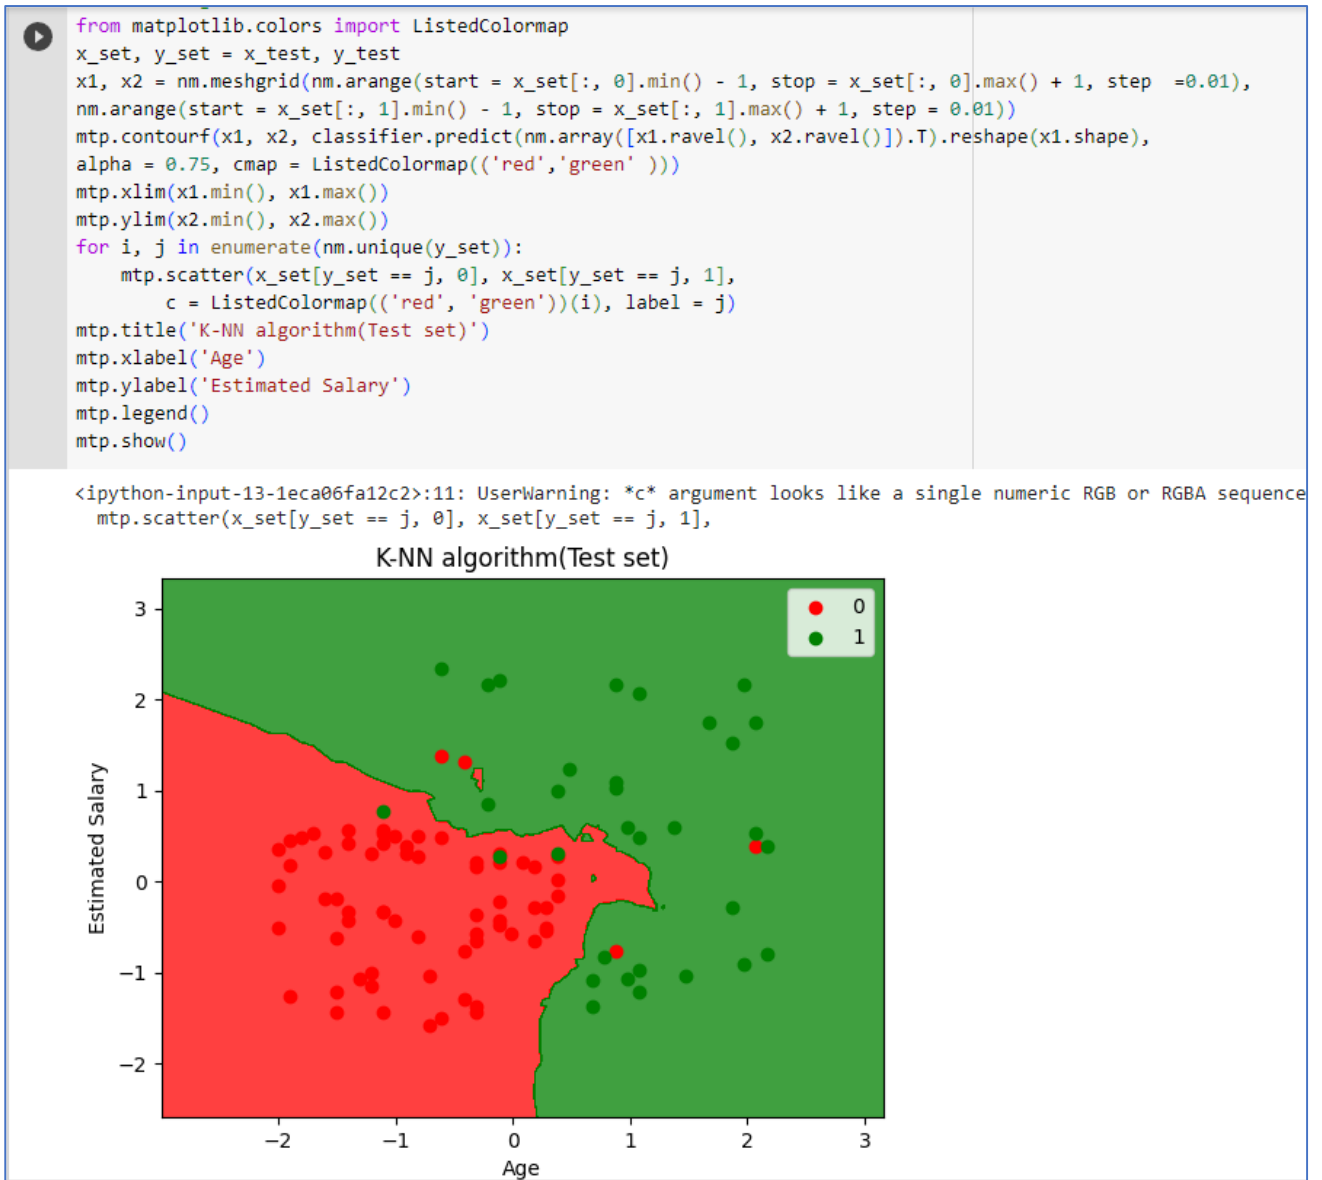 from matplotlib.colors import ListedColormap
x_set, y_set = x_test, y_test
x1, x2 = nm.meshgrid(nm.arange(start = x_set[:, 0].min() - 1, stop = x_set[:, 0].max() + 1, step  =0.01),
nm.arange(start = x_set[:, 1].min() - 1, stop = x_set[:, 1].max() + 1, step = 0.01))
mtp.contourf(x1, x2, classifier.predict(nm.array([x1.ravel(), x2.ravel()]).T).reshape(x1.shape),
alpha = 0.75, cmap = ListedColormap(('red','green' )))
mtp.xlim(x1.min(), x1.max())
mtp.ylim(x2.min(), x2.max())
for i, j in enumerate(nm.unique(y_set)):
    mtp.scatter(x_set[y_set == j, 0], x_set[y_set == j, 1],
        c = ListedColormap(('red', 'green'))(i), label = j)
mtp.title('K-NN algorithm(Test set)')
mtp.xlabel('Age')
mtp.ylabel('Estimated Salary')
mtp.legend()
mtp.show()
<ipython-input-13-1eca06fa12c2>:11: UserWarning: *c* argument looks like a single numeric RGB or RGBA sequence
  mtp.scatter(x_set[y_set == j, 0], x_set[y_set == j, 1],
K-NN algorithm(Test set)
0
1
3
2
1
0
−1
−2
Estimated Salary
−2 −1 0 1 2 3
Age